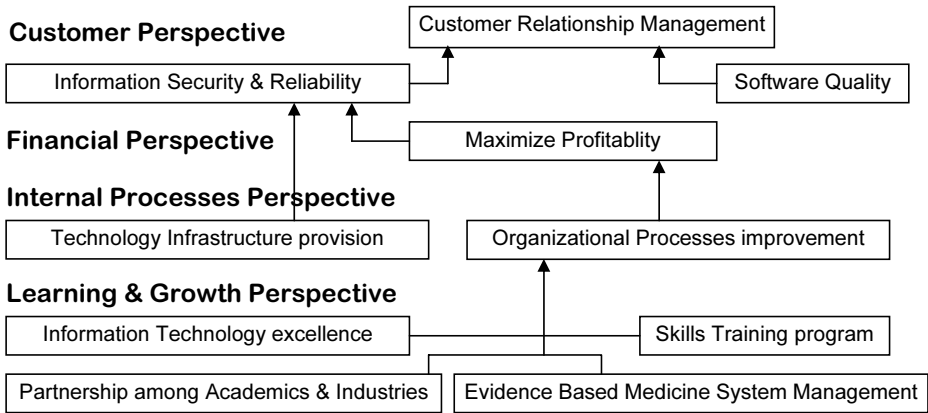 Customer Perspective
Customer Relationship Management
Information Security & Reliability
Software Quality
Financial Perspective
Maximize Profitablity
Internal Processes Perspective
Technology Infrastructure provision
Organizational Processes improvement
Learning & Growth Perspective
Information Technology excellence
Skills Training program
Partnership among Academics & Industries
Evidence Based Medicine System Management